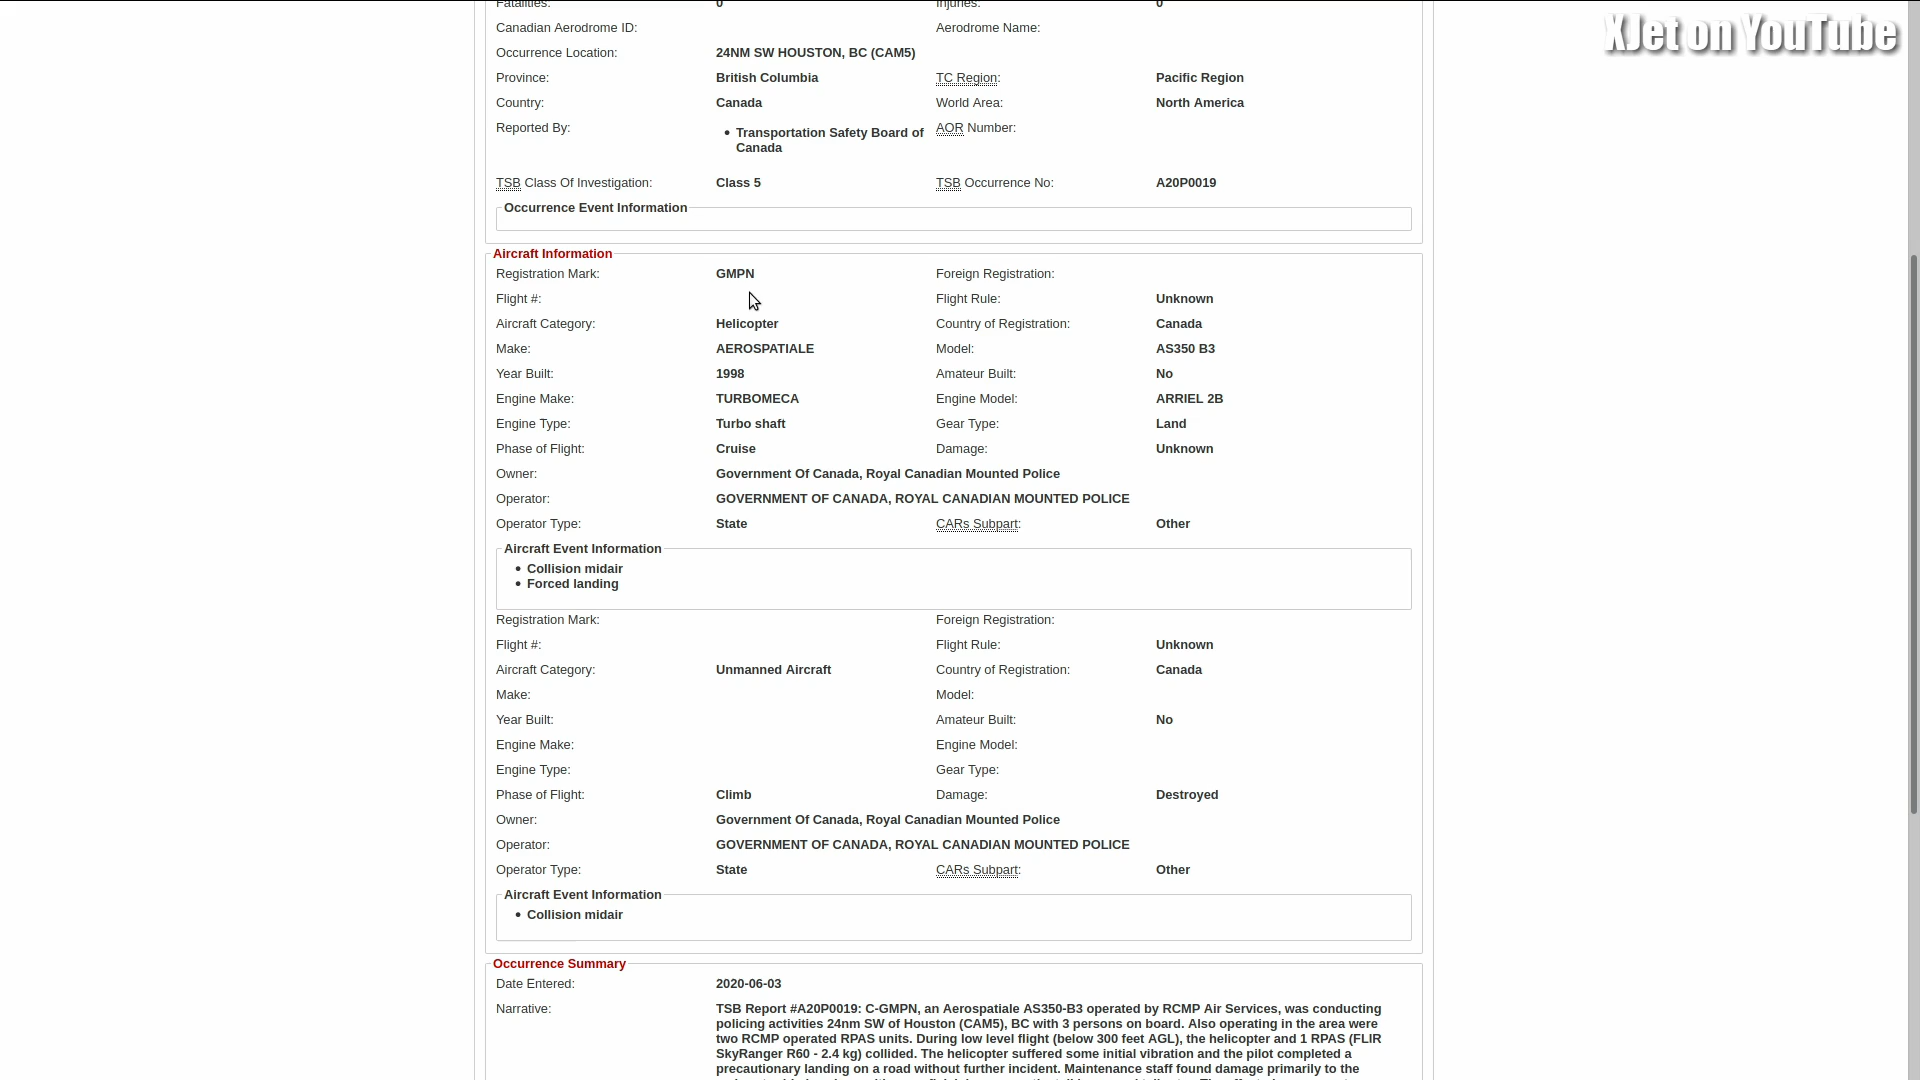 XJet on YouTube
Fatalities: 0 Injuries: 0
Canadian Aerodrome ID: Aerodrome Name:
Occurrence Location: 24NM SW HOUSTON, BC (CAM5)
Province: British Columbia TC Region: Pacific Region
Country: Canada World Area: North America
Reported By: • Transportation Safety Board of AOR Number:
Canada
TSB Class Of Investigation: Class 5 TSB Occurrence No: A20P0019
Occurrence Event Information
Aircraft Information
Registration Mark: GMPN Foreign Registration:
Flight #: Flight Rule: Unknown
Aircraft Category: Helicopter Country of Registration: Canada
Make: AEROSPATIALE Model: AS350 B3
Year Built: 1998 Amateur Built: No
Engine Make: TURBOMECA Engine Model: ARRIEL 2B
Engine Type: Turbo shaft Gear Type: Land
Phase of Flight: Cruise Damage: Unknown
Owner: Government Of Canada, Royal Canadian Mounted Police
Operator: GOVERNMENT OF CANADA, ROYAL CANADIAN MOUNTED POLICE
Operator Type: State CARs Subpart: Other
Aircraft Event Information
• Collision midair
• Forced landing
Registration Mark: Foreign Registration:
Flight #: Flight Rule: Unknown
Aircraft Category: Unmanned Aircraft Country of Registration: Canada
Make: Model:
Year Built: Amateur Built: No
Engine Make: Engine Model:
Engine Type: Gear Type:
Phase of Flight: Climb Damage: Destroyed
Owner: Government Of Canada, Royal Canadian Mounted Police
Operator: GOVERNMENT OF CANADA, ROYAL CANADIAN MOUNTED POLICE
Operator Type: State CARs Subpart: Other
Aircraft Event Information
• Collision midair
Occurrence Summary
Date Entered: 2020-06-03
Narrative: TSB Report #A20P0019: C-GMPN, an Aerospatiale AS350-B3 operated by RCMP Air Services, was conducting
policing activities 24nm SW of Houston (CAM5), BC with 3 persons on board. Also operating in the area were
two RCMP operated RPAS units. During low level flight (below 300 feet AGL), the helicopter and 1 RPAS (FLIR
SkyRanger R60 - 2.4 kg) collided. The helicopter suffered some initial vibration and the pilot completed a
precautionary landing on a road without further incident. Maintenance staff found damage primarily to the